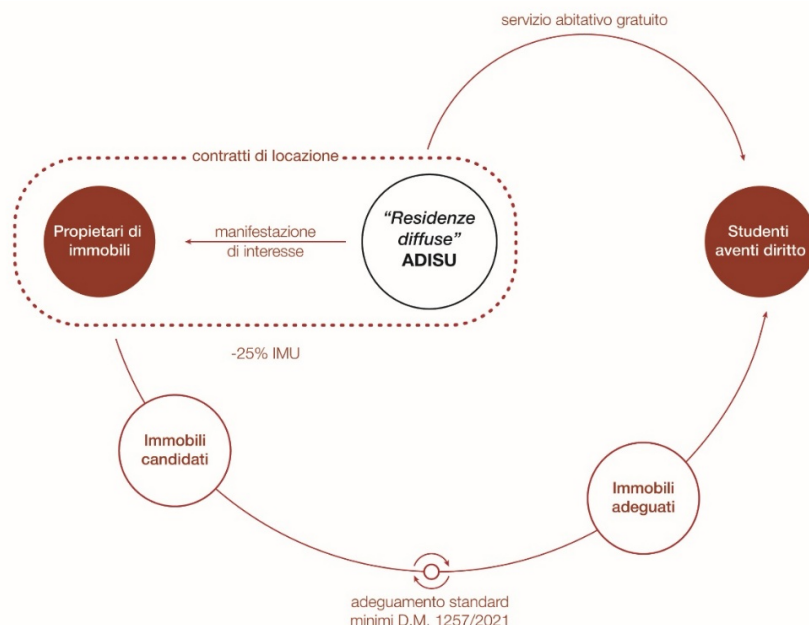 servizio abitativo gratuito
contratti di locazione
Propietari di
immobili
manifestazione
di interesse
“Residenze
diffuse”
ADISU
Studenti
aventi diritto
-25% IMU
Immobili
candidati
Immobili
adeguati
adeguamento standard
minimi D.M. 1257/2021